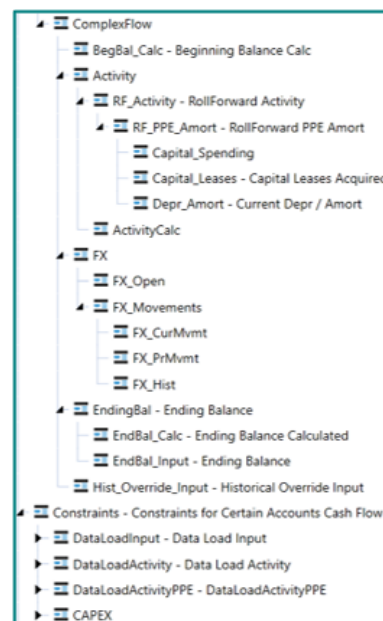 ComplexFlow
BegBal_Calc - Beginning Balance Calc
Activity
RF_Activity - RollForward Activity
RF_PPE_Amort - RollForward PPE Amort
Capital_Spending
Capital_Leases - Capital Leases Acquired
Depr_Amort - Current Depr / Amort
ActivityCalc
FX
FX_Open
FX_Movements
FX_CurMvmt
FX_PrMvmt
FX_Hist
EndingBal - Ending Balance
EndBal_Calc - Ending Balance Calculated
EndBal_Input - Ending Balance
Hist_Override_Input - Historical Override Input
Constraints - Constraints for Certain Accounts Cash Flow
DataLoadInput - Data Load Input
DataLoadActivity - Data Load Activity
DataLoadActivityPPE - DataLoadActivityPPE
CAPEX